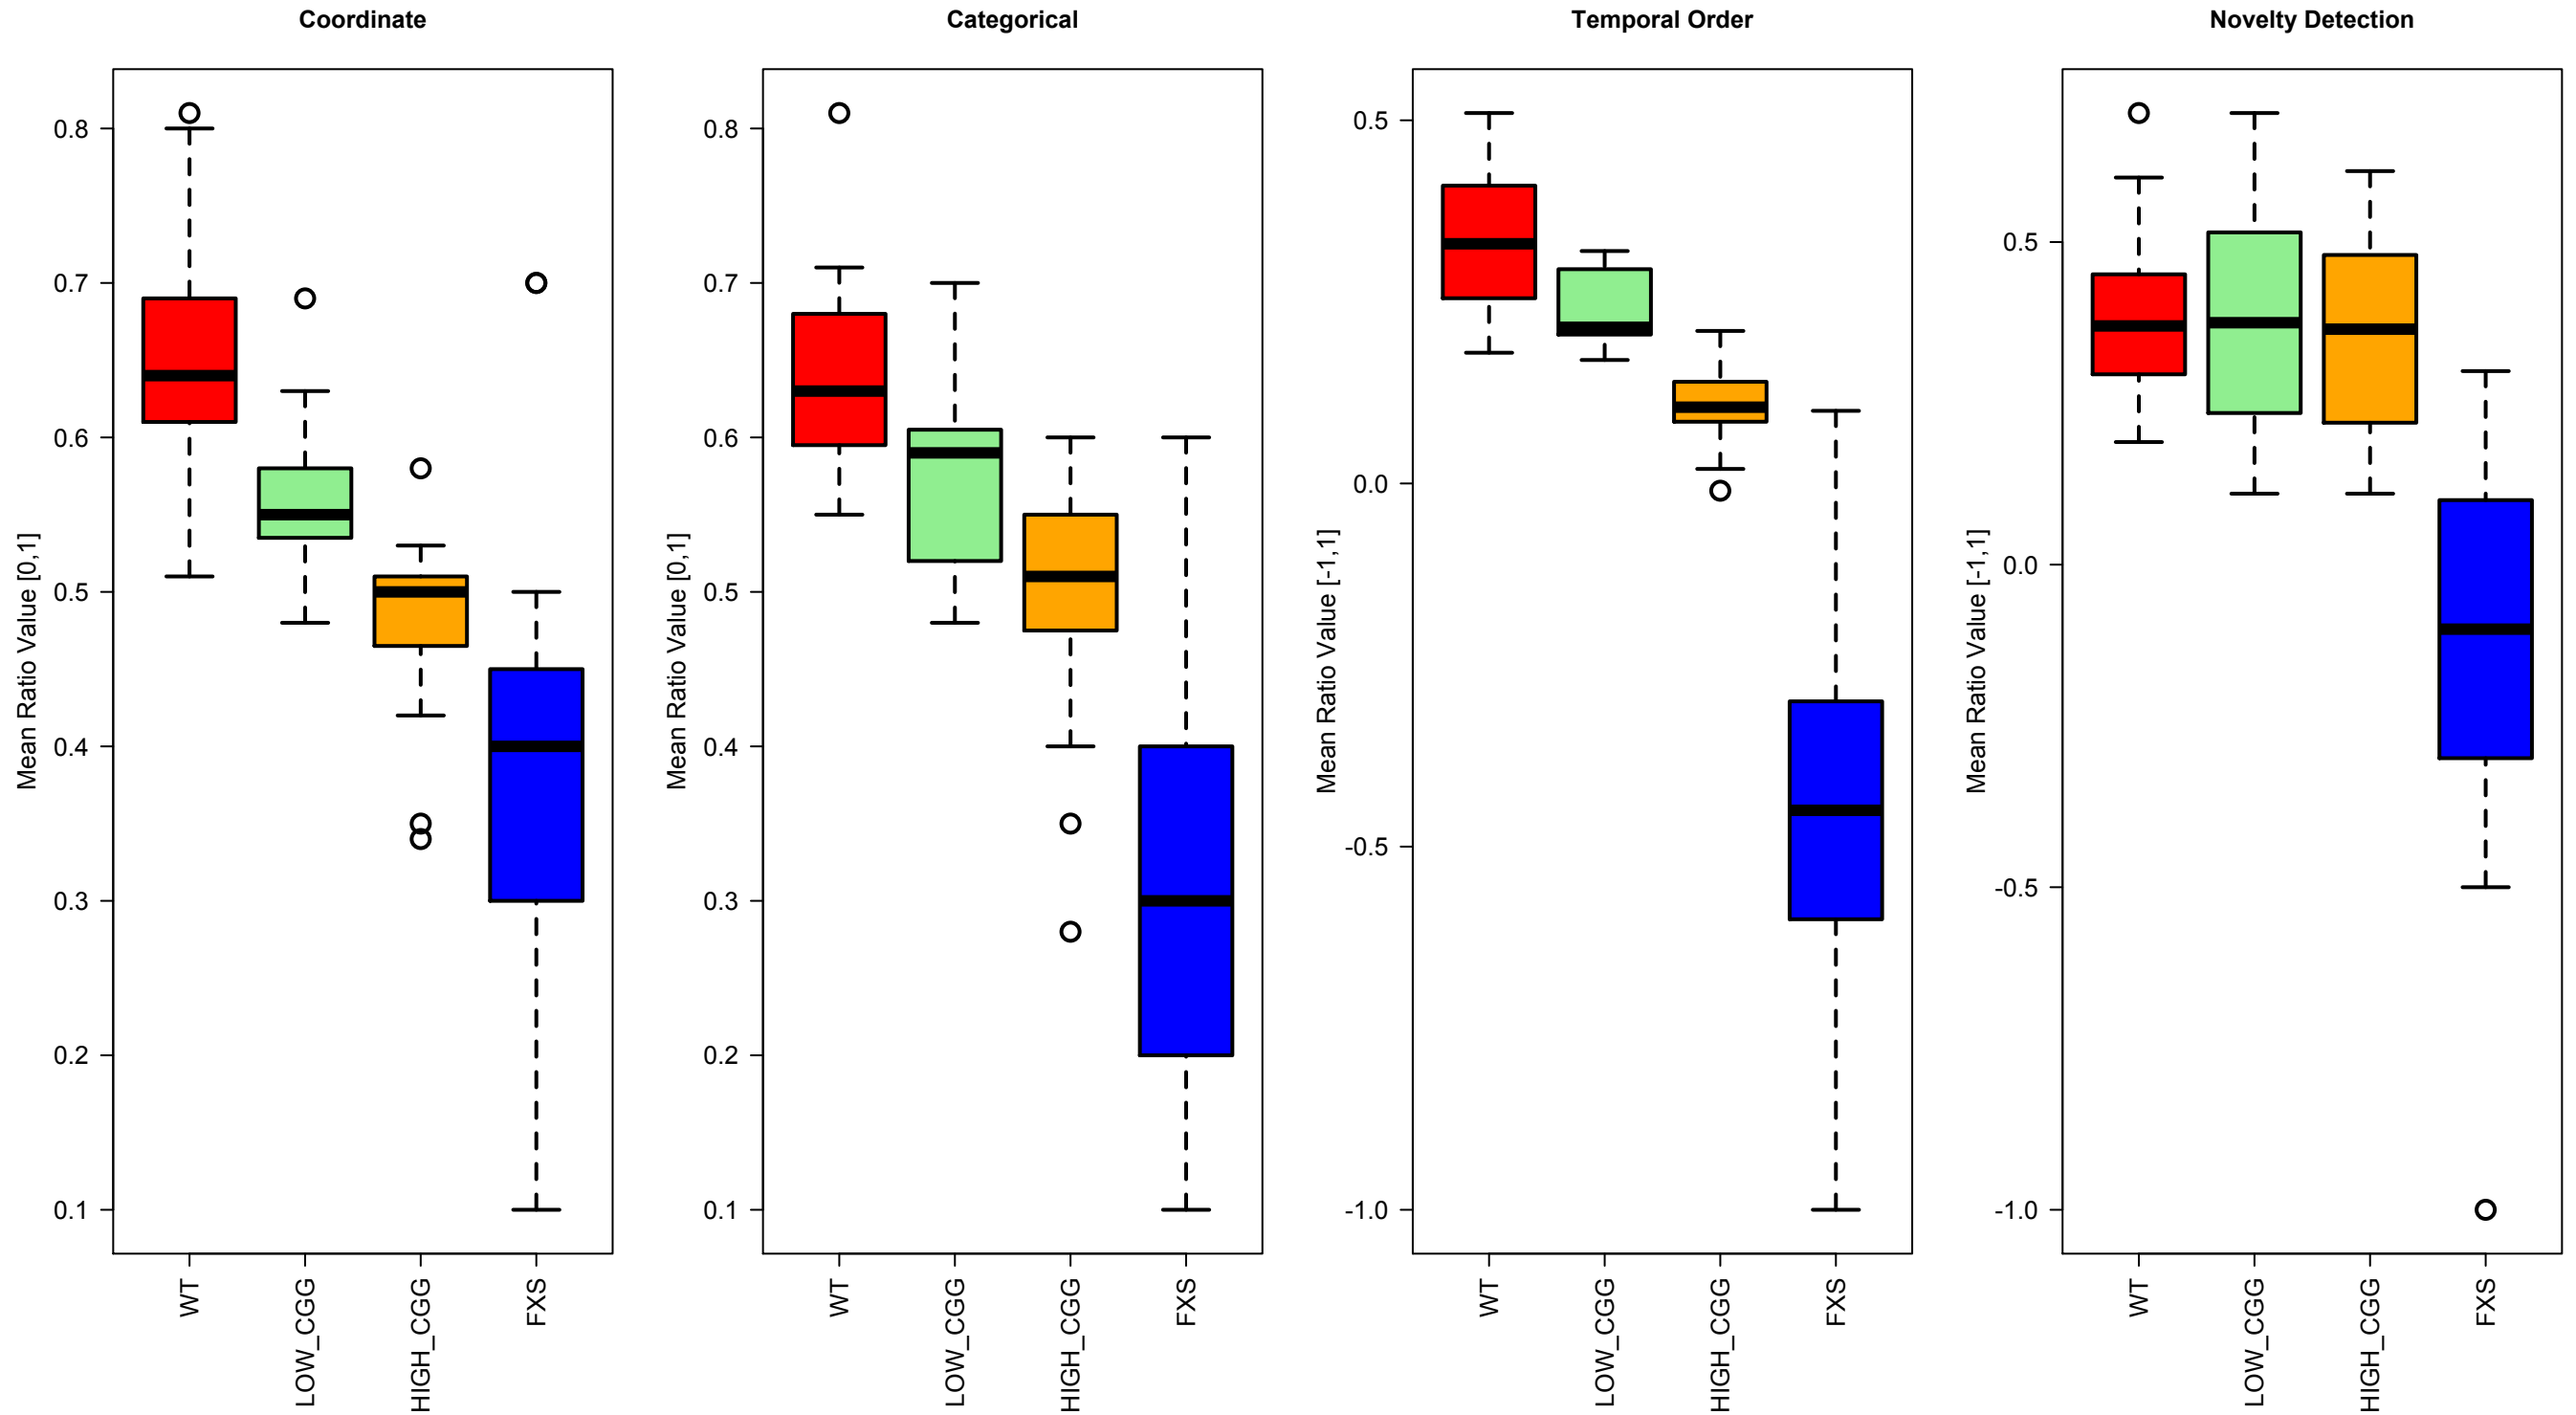 Coordinate
Mean Ratio Value [0,1]
0.8
0.7
0.6
0.5
0.4
0.3
0.2
0.1
WT
LOW_CGG
HIGH_CGG
FXS
Categorical
Mean Ratio Value [0,1]
0.8
0.7
0.6
0.5
0.4
0.3
0.2
0.1
WT
LOW_CGG
HIGH_CGG
FXS
Temporal Order
Mean Ratio Value [-1,1]
0.5
0.0
-0.5
-1.0
WT
LOW_CGG
HIGH_CGG
FXS
Novelty Detection
Mean Ratio Value [-1,1]
0.5
0.0
-0.5
-1.0
WT
LOW_CGG
HIGH_CGG
FXS